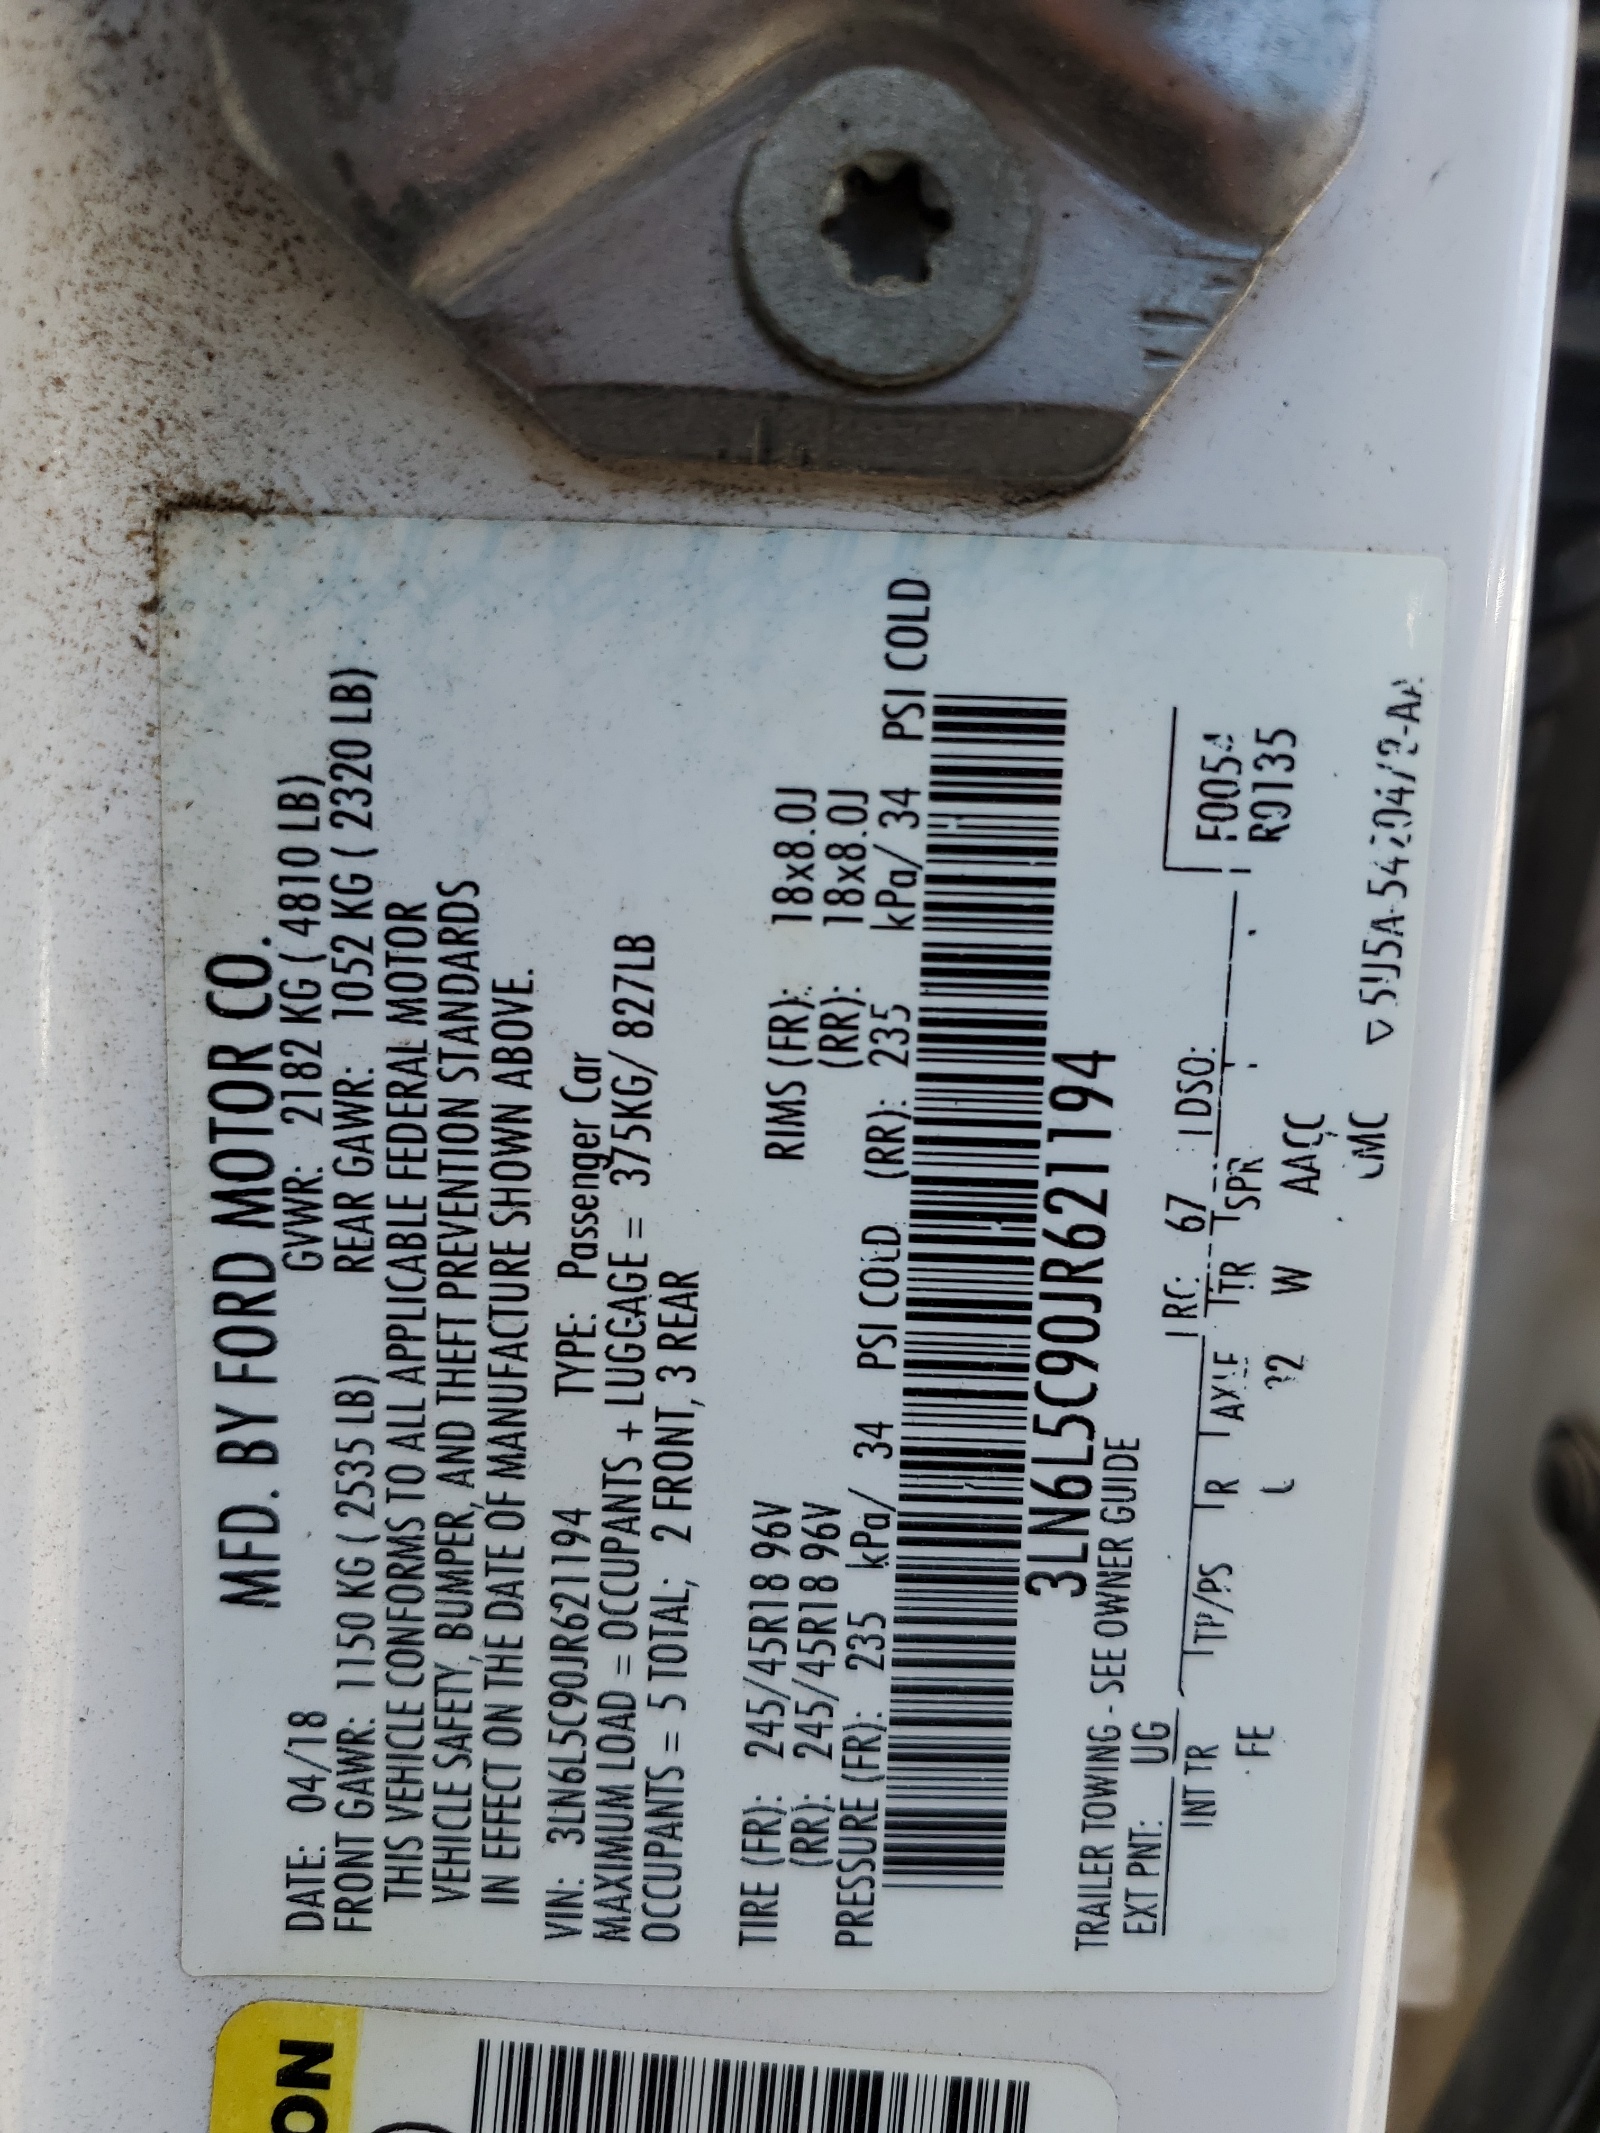 MFD. BY FORD MOTOR CO.
DATE: 04/18 GVWR: 2182 KG ( 4810 LB)
FRONT GAWR: 1150 KG ( 2535 LB) REAR GAWR: 1052 KG ( 2320 LB)
THIS VEHICLE CONFORMS TO ALL APPLICABLE FEDERAL MOTOR
VEHICLE SAFETY, BUMPER, AND THEFT PREVENTION STANDARDS
IN EFFECT ON THE DATE OF MANUFACTURE SHOWN ABOVE.
VIN: 3LN6L5C90JR621194 TYPE: Passenger Car
MAXIMUM LOAD = OCCUPANTS + LUGGAGE = 375KG/ 827LB
OCCUPANTS = 5 TOTAL; 2 FRONT, 3 REAR
TIRE (FR): 245/45R18 96V RIMS (FR): 18x8.0J
(RR): 245/45R18 96V (RR): 18x8.0J
PRESSURE (FR): 235 kPa/ 34 PSI COLD (RR): 235 kPa/ 34 PSI COLD
3LN6L5C90JR621194
TRAILER TOWING - SEE OWNER GUIDE
EXT PNT: UG RC: 67 DSO:
INT TR TP/PS R AXLE TR SPR
FE W AACC
R0135
ON